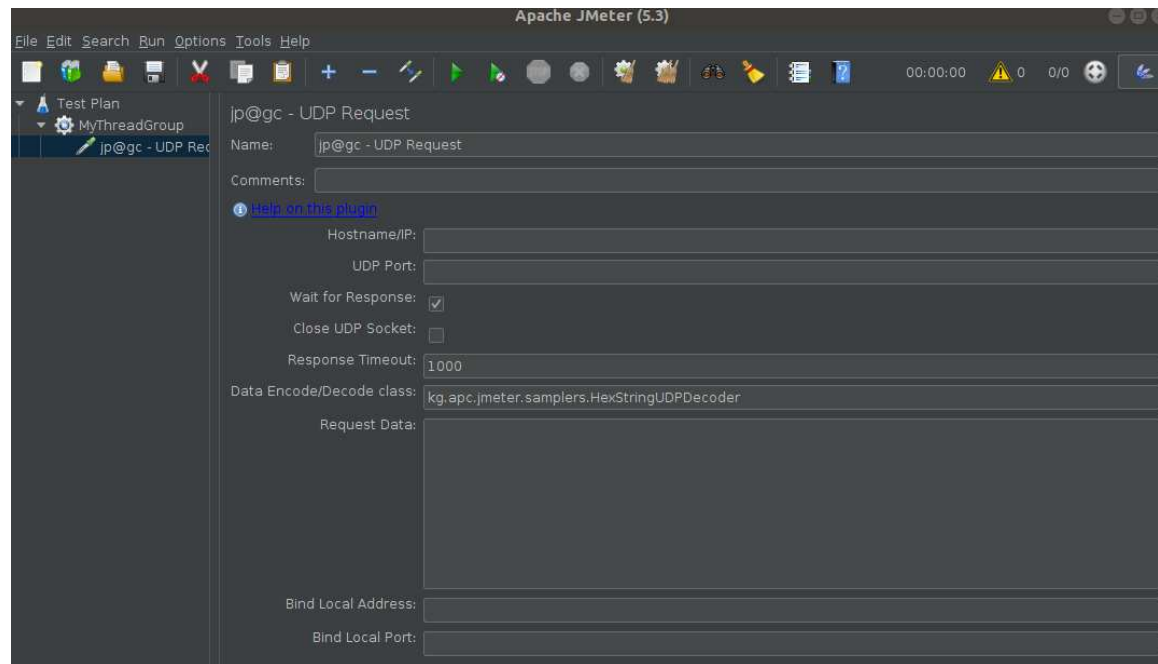 Apache JMeter (5.3)
File Edit Search Run Options Tools Help
00:00:00 0 0/0
Test Plan
MyThreadGroup
jp@gc - UDP Req
jp@gc - UDP Request
Name: jp@gc - UDP Request
Comments:
Help on this plugin
Hostname/IP:
UDP Port:
Wait for Response:
Close UDP Socket:
Response Timeout: 1000
Data Encode/Decode class: kg.apc.jmeter.samplers.HexStringUDPDecoder
Request Data:
Bind Local Address:
Bind Local Port: